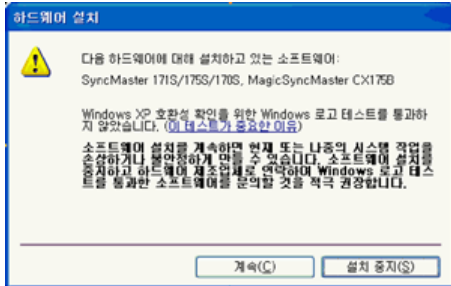 하드웨어 설치
다음 하드웨어에 대해 설치하고 있는 소프트웨어:
SyncMaster 171S/175S/170S, MagicSyncMaster CX175B
Windows XP 호환성 확인을 위한 Windows 로고 테스트를 통과하
지 않았습니다. (이 테스트가 중요한 이유)
소프트웨어 설치를 계속하면 현재 또는 나중의 시스템 작업을
손상하거나 불안정하게 만들 수 있습니다. 소프트웨어 설치를
중지하고 하드웨어 제조업체로 연락하여 Windows 로고 테스
트를 통과한 소프트웨어를 문의할 것을 적극 권장합니다.
계속(C)
설치 중지(S)